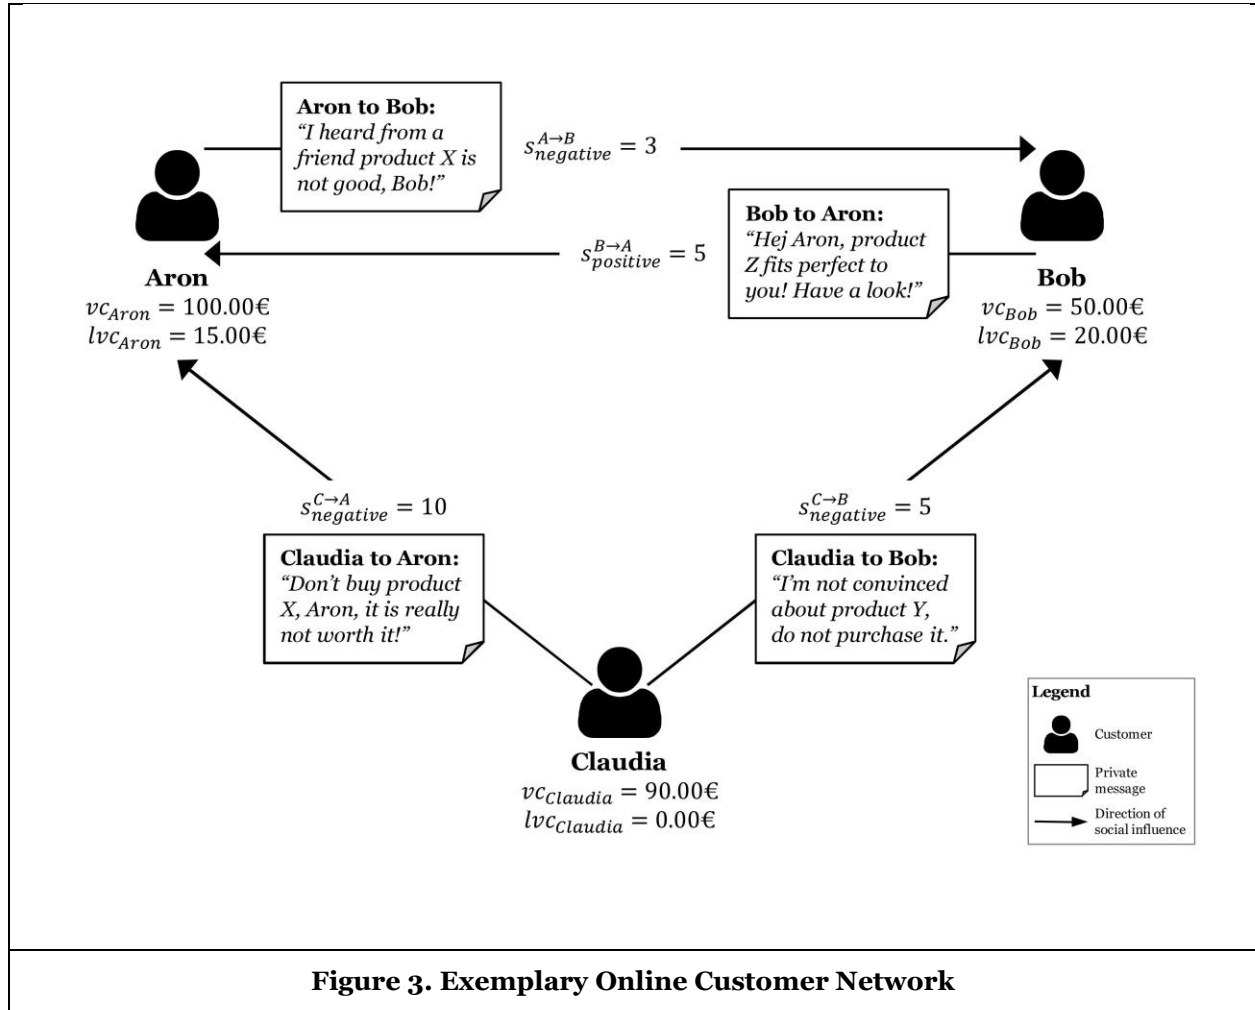 Aron to Bob:
“I heard from a
friend product X is
not good, Bob!”
s^{A→B}_{negative} = 3
Bob to Aron:
“Hej Aron, product
Z fits perfect to
you! Have a look!”
s^{B→A}_{positive} = 5
Aron
vc_{Aron} = 100.00€
lvc_{Aron} = 15.00€
Bob
vc_{Bob} = 50.00€
lvc_{Bob} = 20.00€
s^{C→A}_{negative} = 10
Claudia to Aron:
“Don’t buy product
X, Aron, it is really
not worth it!”
s^{C→B}_{negative} = 5
Claudia to Bob:
“I’m not convinced
about product Y,
do not purchase it.”
Claudia
vc_{Claudia} = 90.00€
lvc_{Claudia} = 0.00€
Legend
Customer
Private
message
Direction of
social influence
Figure 3. Exemplary Online Customer Network